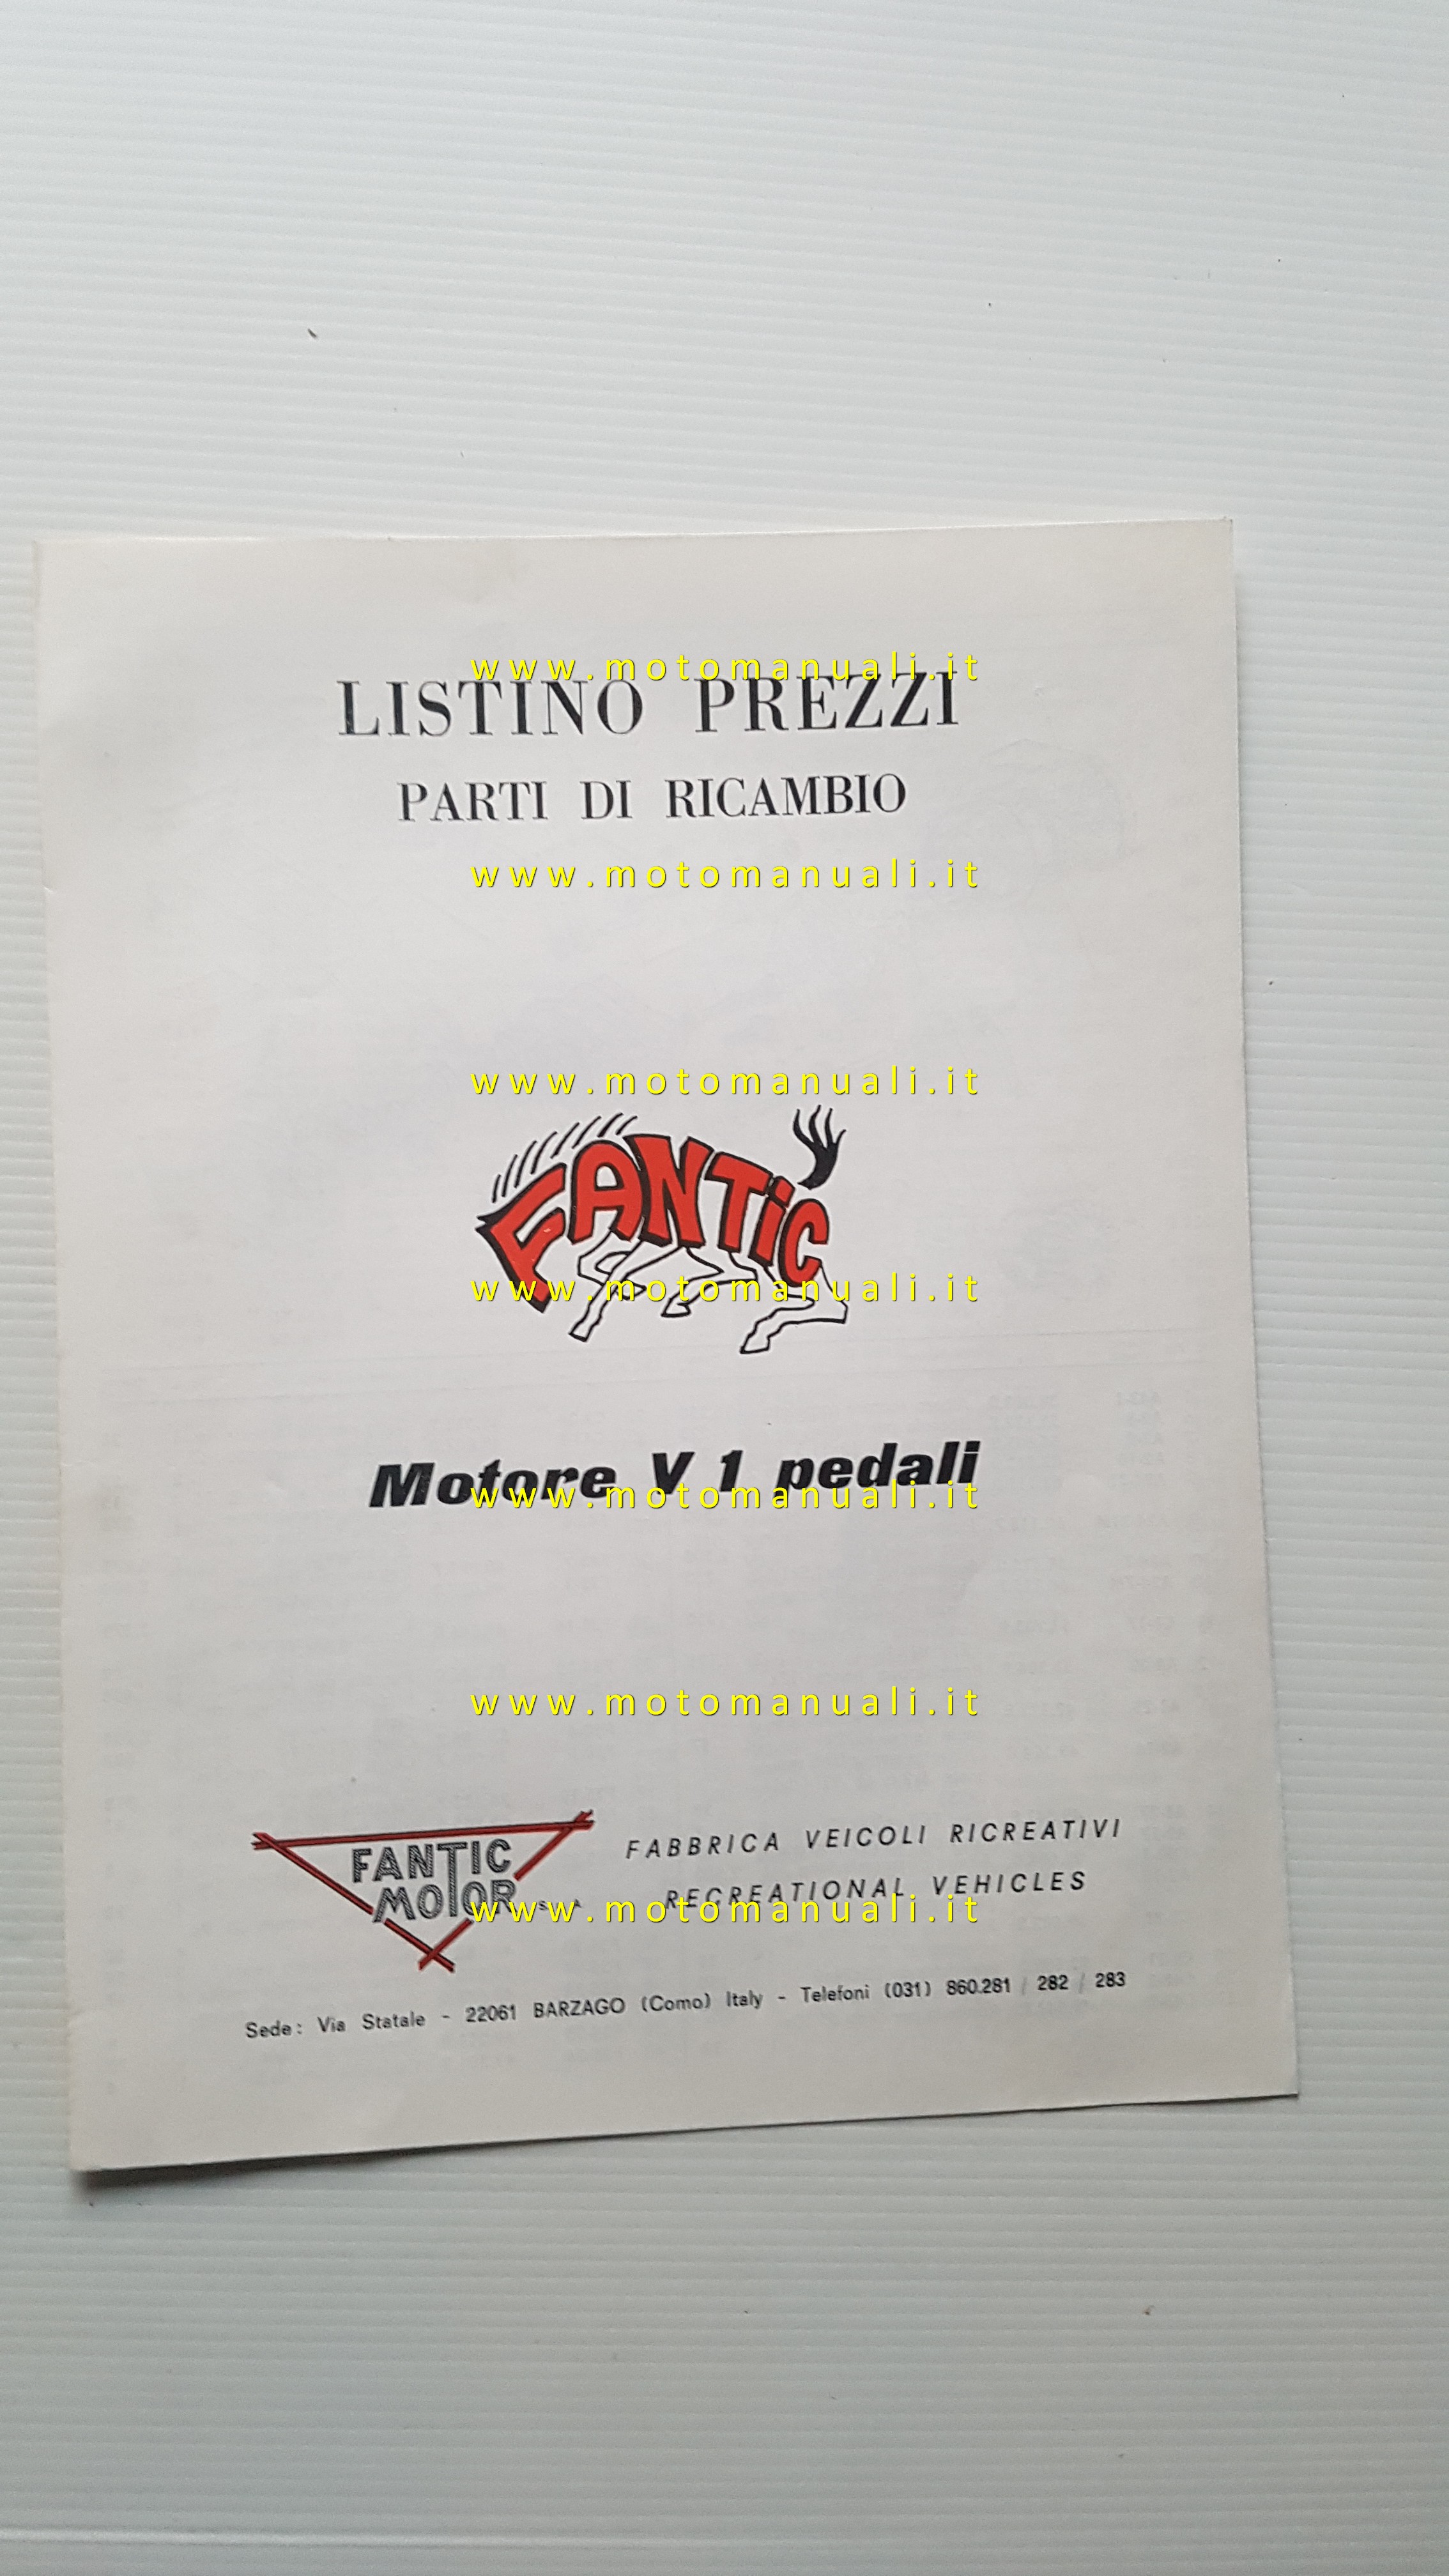 www.motomanuali.it
LISTINO PREZZI
PARTI DI RICAMBIO
www.motomanuali.it
www.motomanuali.it
FANTiC
www.motomanuali.it
Motore V 1 pedali
www.motomanuali.it
www.motomanuali.it
FANTIC
MOTOR
FABBRICA VEICOLI RICREATIVI
RECREATIONAL VEHICLES
www.motomanuali.it
Sede: Via Statale - 22061 BARZAGO (Como) Italy - Telefoni (031) 860.281 / 282 / 283